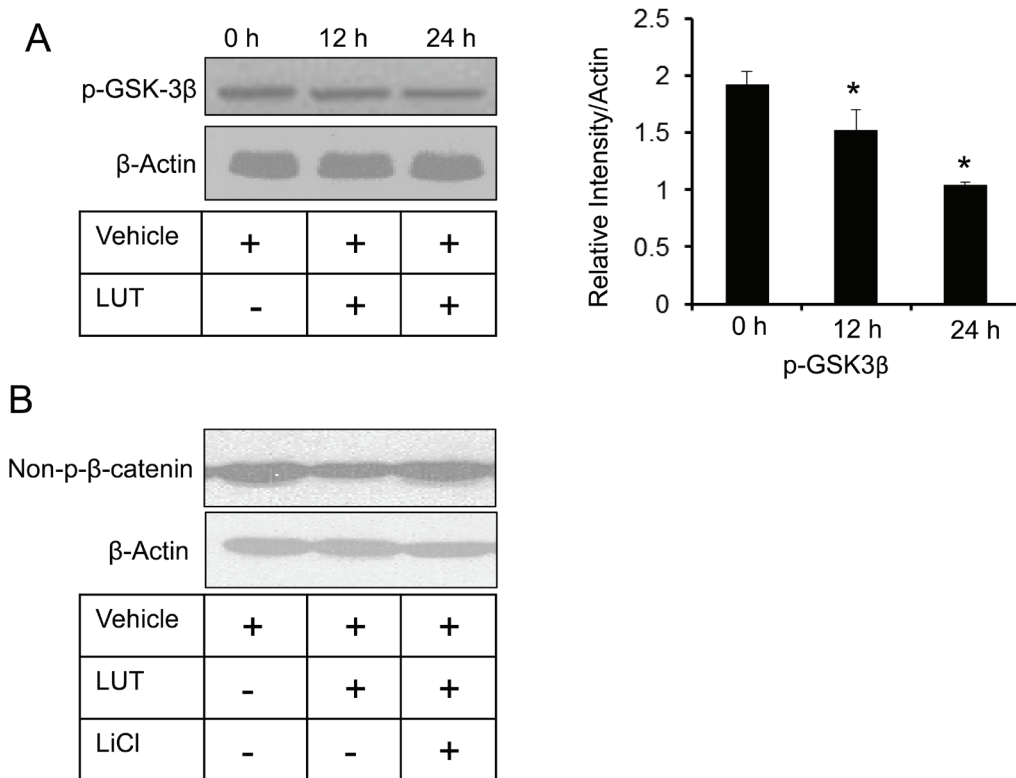 A
0 h 12 h 24 h
p-GSK-3β
β-Actin
Vehicle + + +
LUT - + +
Relative Intensity/Actin
2.5
2
1.5
1
0.5
0
* *
0 h 12 h 24 h
p-GSK3β
B
Non-p-β-catenin
β-Actin
Vehicle + + +
LUT - + +
LiCl - - +